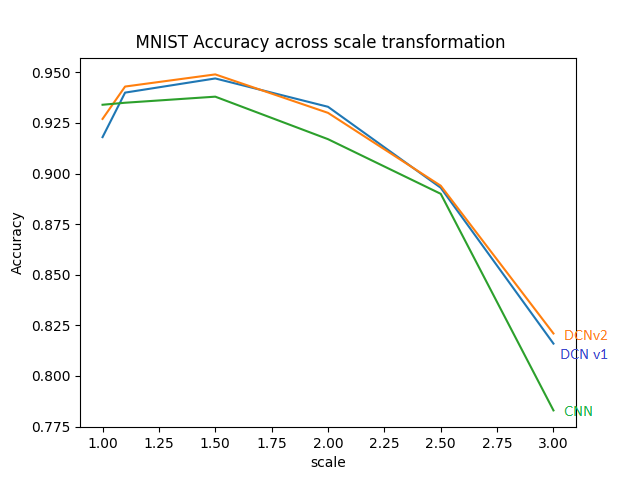 MNIST Accuracy across scale transformation
0.950
0.925
0.900
0.875
0.850
0.825
0.800
0.775
Accuracy
DCNv2
DCN v1
CNN
1.00 1.25 1.50 1.75 2.00 2.25 2.50 2.75 3.00
scale